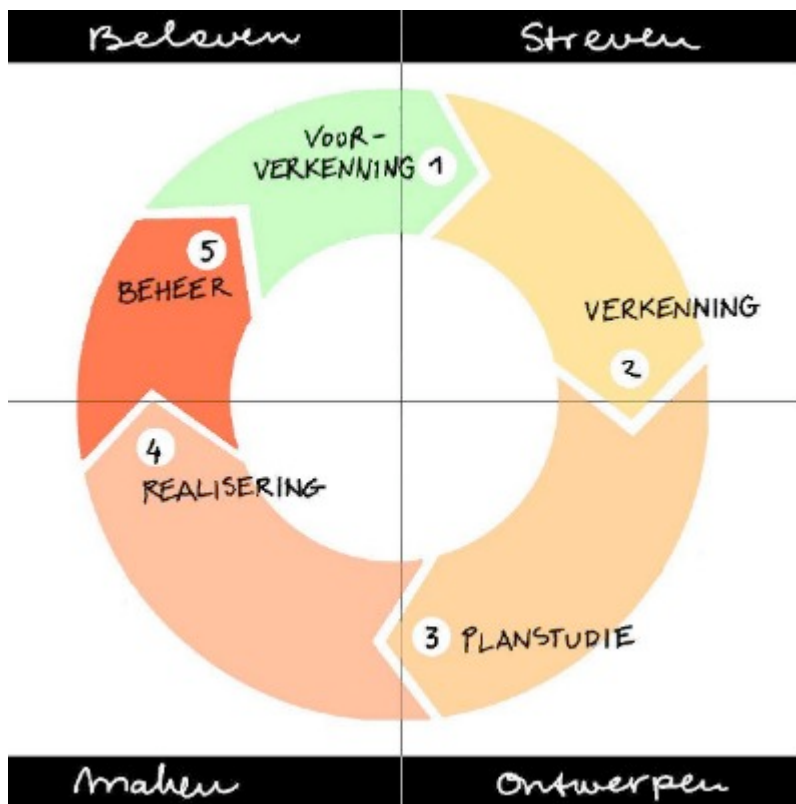 Beleven
Streven
VOOR-
VERKENNING 1
5
BEHEER
VERKENNING
2
4
REALISERING
3 PLANSTUDIE
Maken
Ontwerpen